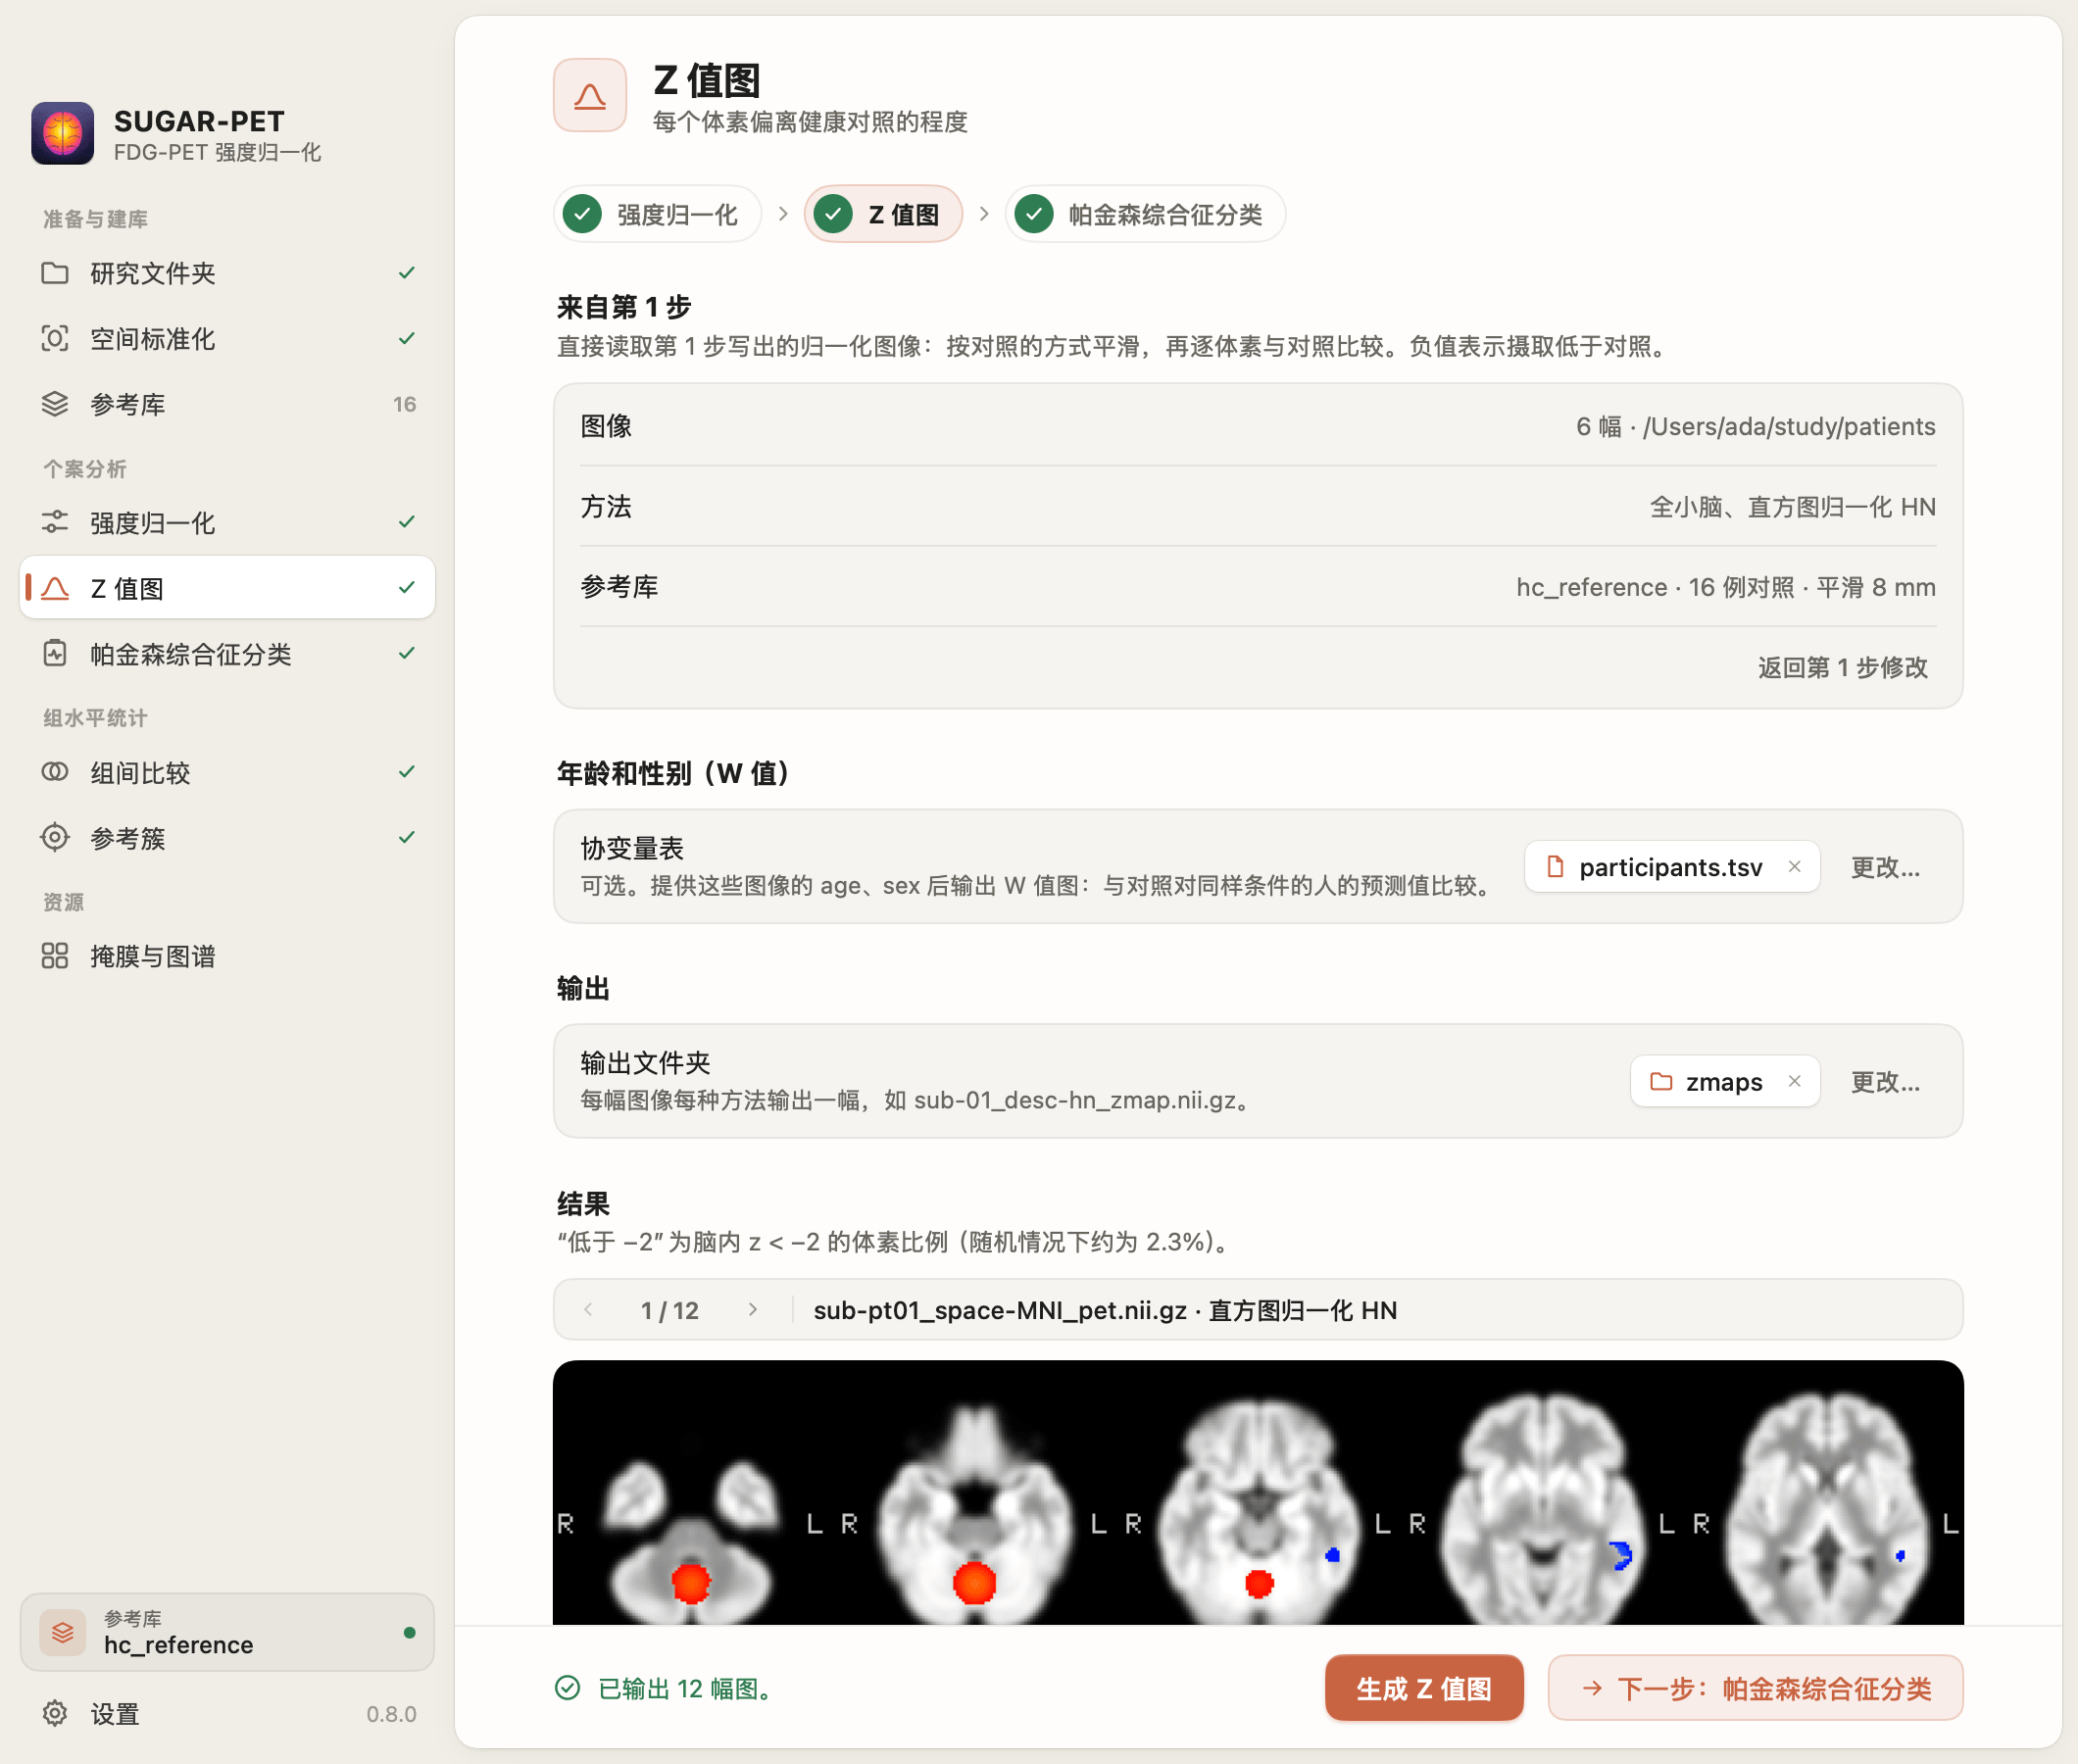 SUGAR-PET
FDG-PET 强度归一化
准备与建库
研究文件夹
空间标准化
参考库 16
个案分析
强度归一化
Z 值图
帕金森综合征分类
组水平统计
组间比较
参考簇
资源
掩膜与图谱
参考库
hc_reference
设置 0.8.0
Z 值图
每个体素偏离健康对照的程度
强度归一化 Z 值图 帕金森综合征分类
来自第 1 步
直接读取第 1 步写出的归一化图像：按对照的方式平滑，再逐体素与对照比较。负值表示摄取低于对照。
图像 6 幅 · /Users/ada/study/patients
方法 全小脑、直方图归一化 HN
参考库 hc_reference · 16 例对照 · 平滑 8 mm
返回第 1 步修改
年龄和性别（W 值）
协变量表
可选。提供这些图像的 age、sex 后输出 W 值图：与对照对同样条件的人的预测值比较。
participants.tsv 更改...
输出
输出文件夹
每幅图像每种方法输出一幅，如 sub-01_desc-hn_zmap.nii.gz。
zmaps 更改...
结果
“低于 −2”为脑内 z < −2 的体素比例（随机情况下约为 2.3%）。
1 / 12 sub-pt01_space-MNI_pet.nii.gz · 直方图归一化 HN
R L R L R L R L R L
已输出 12 幅图。
生成 Z 值图
下一步：帕金森综合征分类